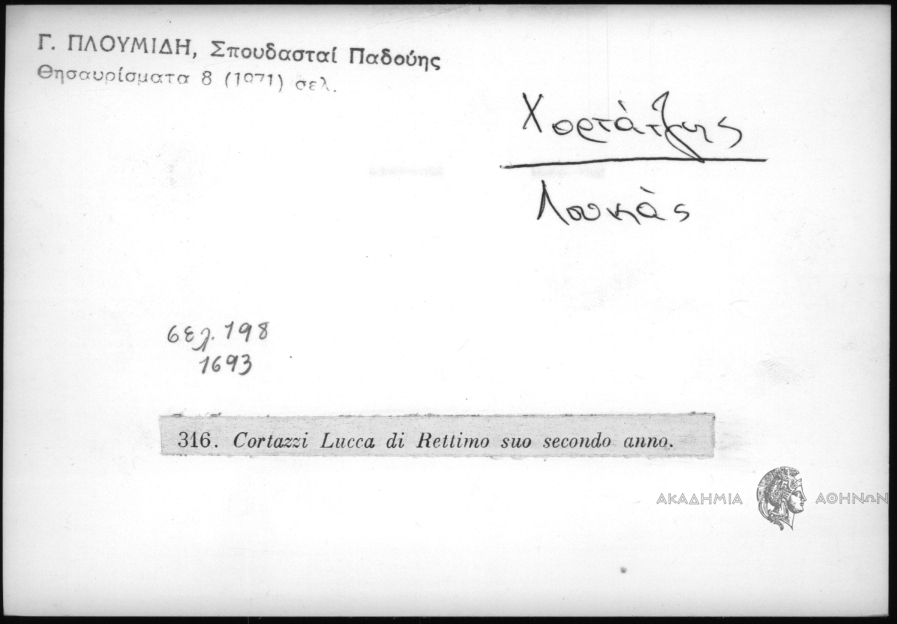 Γ. ΠΛΟΥΜΙΔΗ, Σπουδασταί Παδούης
Θησαυρίσματα 8 (1971) σελ.
Χορτάτζης
Λουκᾶς
σελ. 198
1693
316. Cortazzi Lucca di Rettimo suo secondo anno.
ΑΚΑΔΗΜΙΑ ΑΘΗΝΩΝ